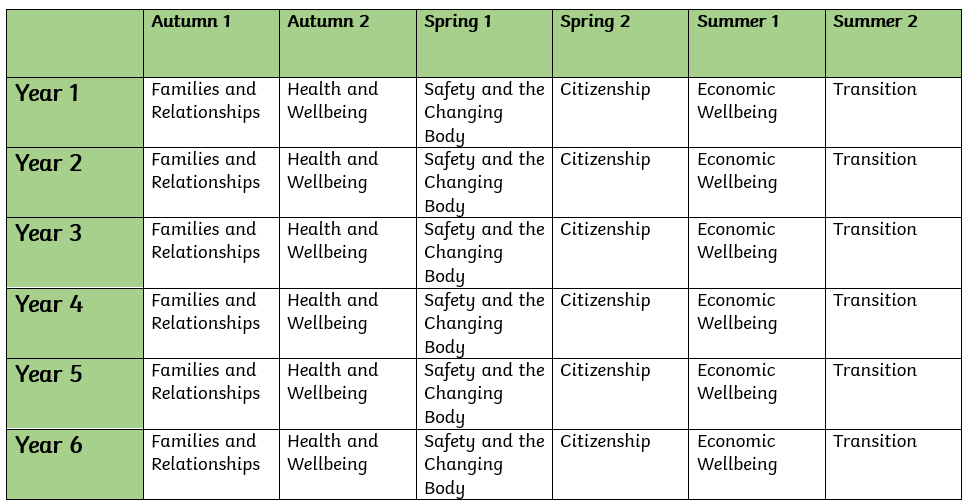 Autumn 1 Autumn 2 Spring 1 Spring 2 Summer 1 Summer 2
Year 1 Families and Health and Safety and the Citizenship Economic Transition
Relationships Wellbeing Changing Wellbeing
Body
Year 2 Families and Health and Safety and the Citizenship Economic Transition
Relationships Wellbeing Changing Wellbeing
Body
Year 3 Families and Health and Safety and the Citizenship Economic Transition
Relationships Wellbeing Changing Wellbeing
Body
Year 4 Families and Health and Safety and the Citizenship Economic Transition
Relationships Wellbeing Changing Wellbeing
Body
Year 5 Families and Health and Safety and the Citizenship Economic Transition
Relationships Wellbeing Changing Wellbeing
Body
Year 6 Families and Health and Safety and the Citizenship Economic Transition
Relationships Wellbeing Changing Wellbeing
Body